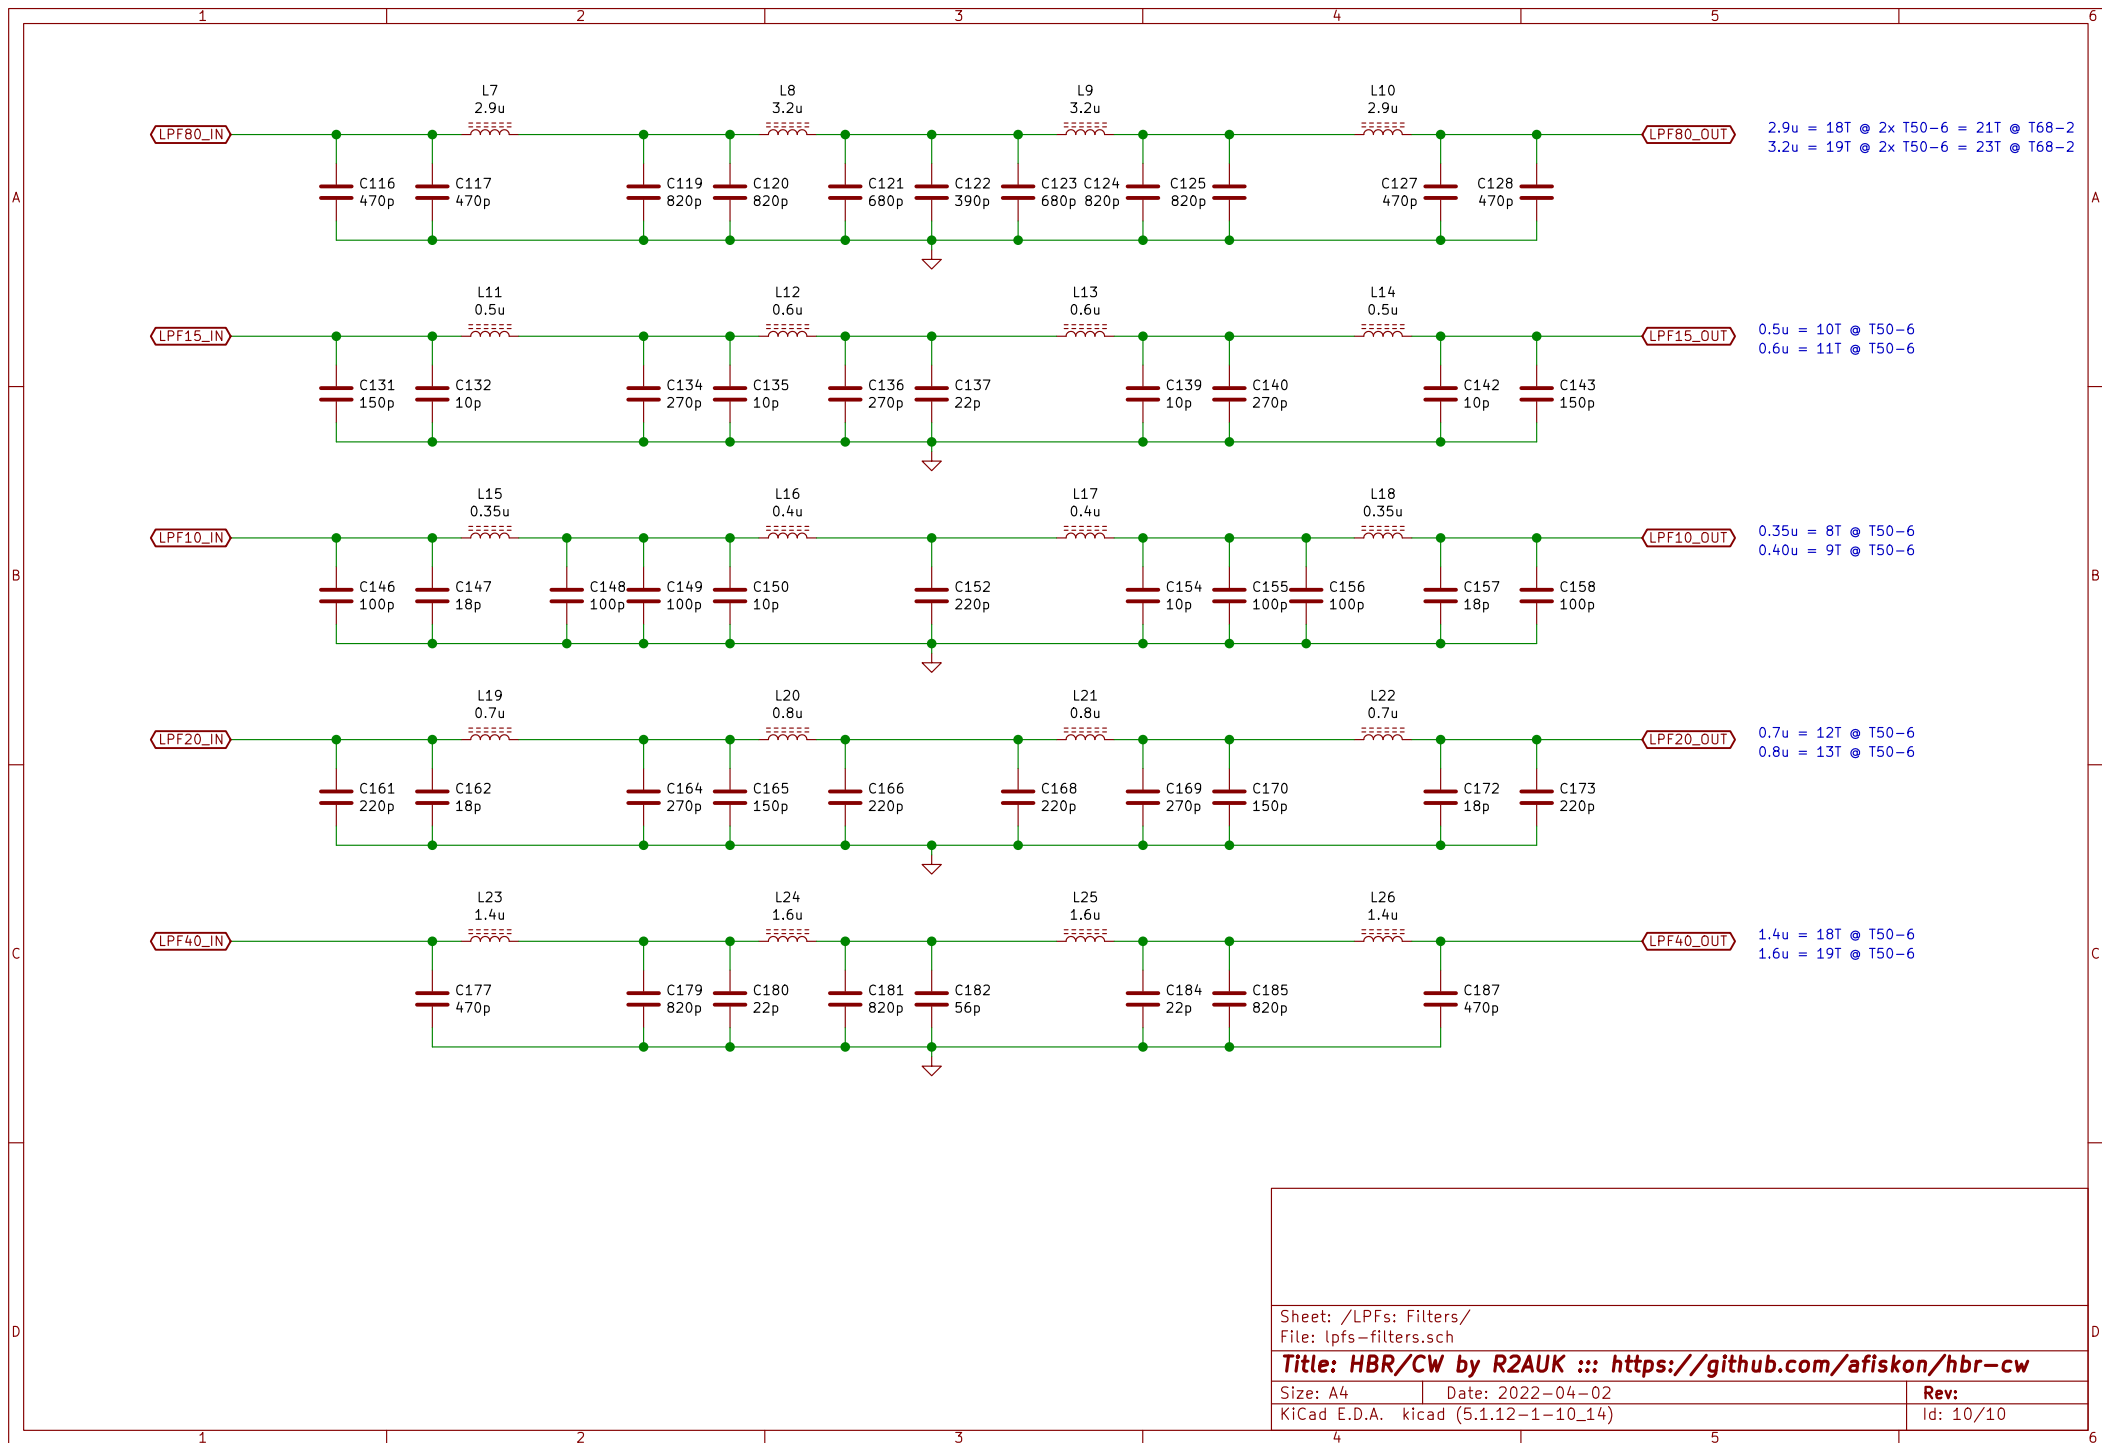 1 2 3 4 5 6
L7 L8 L9 L10
2.9u 3.2u 3.2u 2.9u
LPF80_IN LPF80_OUT
2.9u = 18T @ 2x T50-6 = 21T @ T68-2
3.2u = 19T @ 2x T50-6 = 23T @ T68-2
A C116 C117 C119 C120 C121 C122 C123 C124 C125 C127 C128 A
470p 470p 820p 820p 680p 390p 680p 820p 820p 470p 470p
L11 L12 L13 L14
0.5u 0.6u 0.6u 0.5u
LPF15_IN LPF15_OUT
0.5u = 10T @ T50-6
0.6u = 11T @ T50-6
C131 C132 C134 C135 C136 C137 C139 C140 C142 C143
150p 10p 270p 10p 270p 22p 10p 270p 10p 150p
L15 L16 L17 L18
0.35u 0.4u 0.4u 0.35u
LPF10_IN LPF10_OUT
0.35u = 8T @ T50-6
0.40u = 9T @ T50-6
B C146 C147 C148 C149 C150 C152 C154 C155 C156 C157 C158 B
100p 18p 100p 100p 10p 220p 10p 100p 100p 18p 100p
L19 L20 L21 L22
0.7u 0.8u 0.8u 0.7u
LPF20_IN LPF20_OUT
0.7u = 12T @ T50-6
0.8u = 13T @ T50-6
C161 C162 C164 C165 C166 C168 C169 C170 C172 C173
220p 18p 270p 150p 220p 220p 270p 150p 18p 220p
L23 L24 L25 L26
1.4u 1.6u 1.6u 1.4u
LPF40_IN LPF40_OUT
1.4u = 18T @ T50-6
1.6u = 19T @ T50-6
C C
C177 C179 C180 C181 C182 C184 C185 C187
470p 820p 22p 820p 56p 22p 820p 470p
Sheet: /LPFs: Filters/
D D
File: lpfs-filters.sch
Title: HBR/CW by R2AUK ::: https://github.com/afiskon/hbr-cw
Size: A4 Date: 2022-04-02 Rev:
KiCad E.D.A. kicad (5.1.12-1-10_14) Id: 10/10
1 2 3 4 5 6